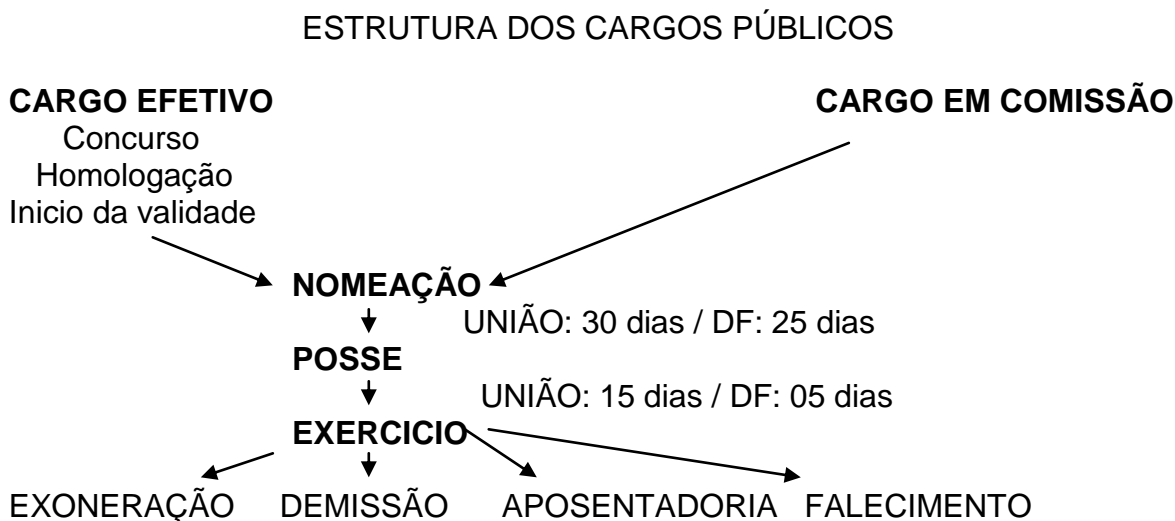 ESTRUTURA DOS CARGOS PÚBLICOS
CARGO EFETIVO
CARGO EM COMISSÃO
Concurso
Homologação
Inicio da validade
NOMEAÇÃO
UNIÃO: 30 dias / DF: 25 dias
POSSE
UNIÃO: 15 dias / DF: 05 dias
EXERCICIO
EXONERAÇÃO DEMISSÃO APOSENTADORIA FALECIMENTO